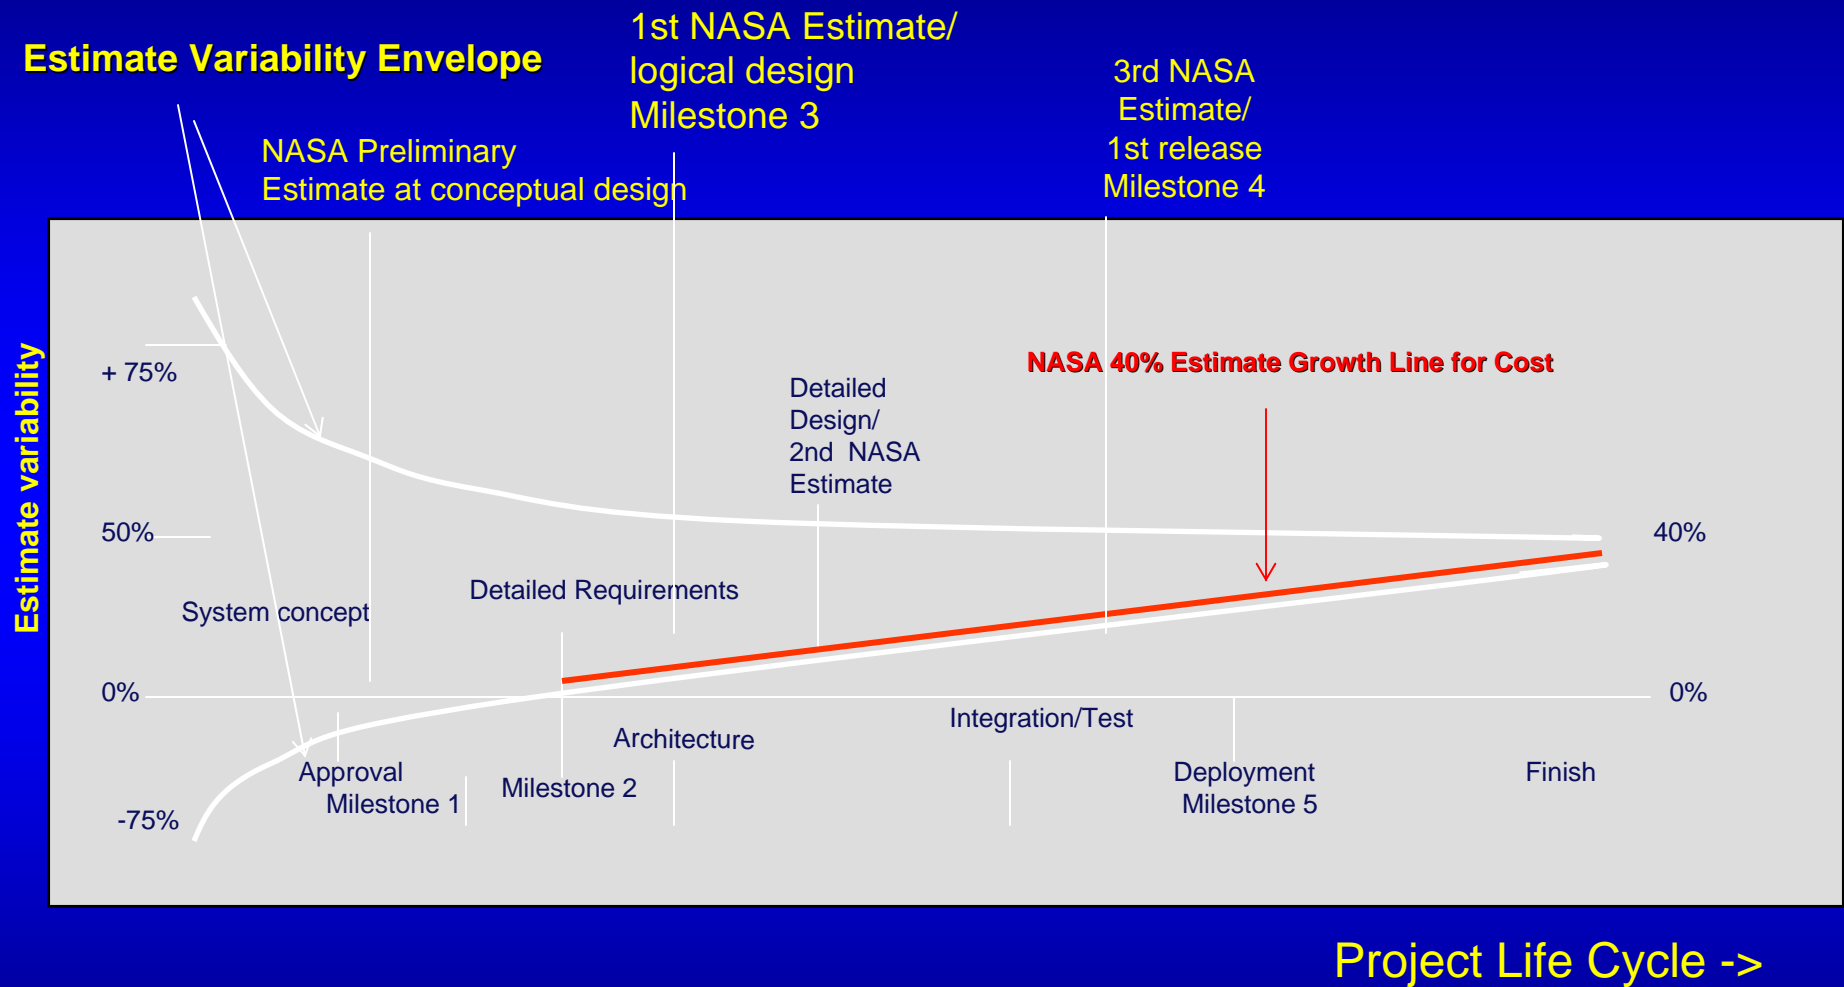 Estimate Variability Envelope
1st NASA Estimate/
logical design
Milestone 3
3rd NASA
Estimate/
1st release
Milestone 4
NASA Preliminary
Estimate at conceptual design
Estimate variability
+ 75%
50%
0%
-75%
System concept
Detailed Requirements
Detailed
Design/
2nd  NASA
Estimate
NASA 40% Estimate Growth Line for Cost
40%
0%
Approval
Milestone 1
Milestone 2
Architecture
Integration/Test
Deployment
Milestone 5
Finish
Project Life Cycle ->